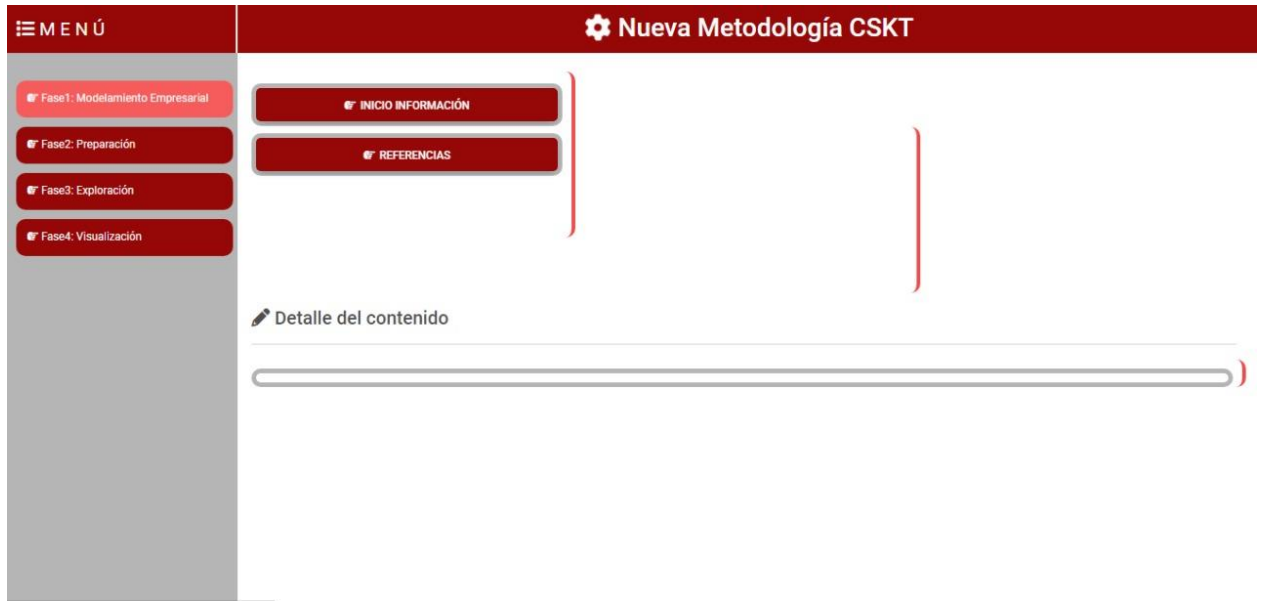 MENÚ
Nueva Metodología CSKT
Fase1: Modelamiento Empresarial
Fase2: Preparación
Fase3: Exploración
Fase4: Visualización
INICIO INFORMACIÓN
REFERENCIAS
Detalle del contenido